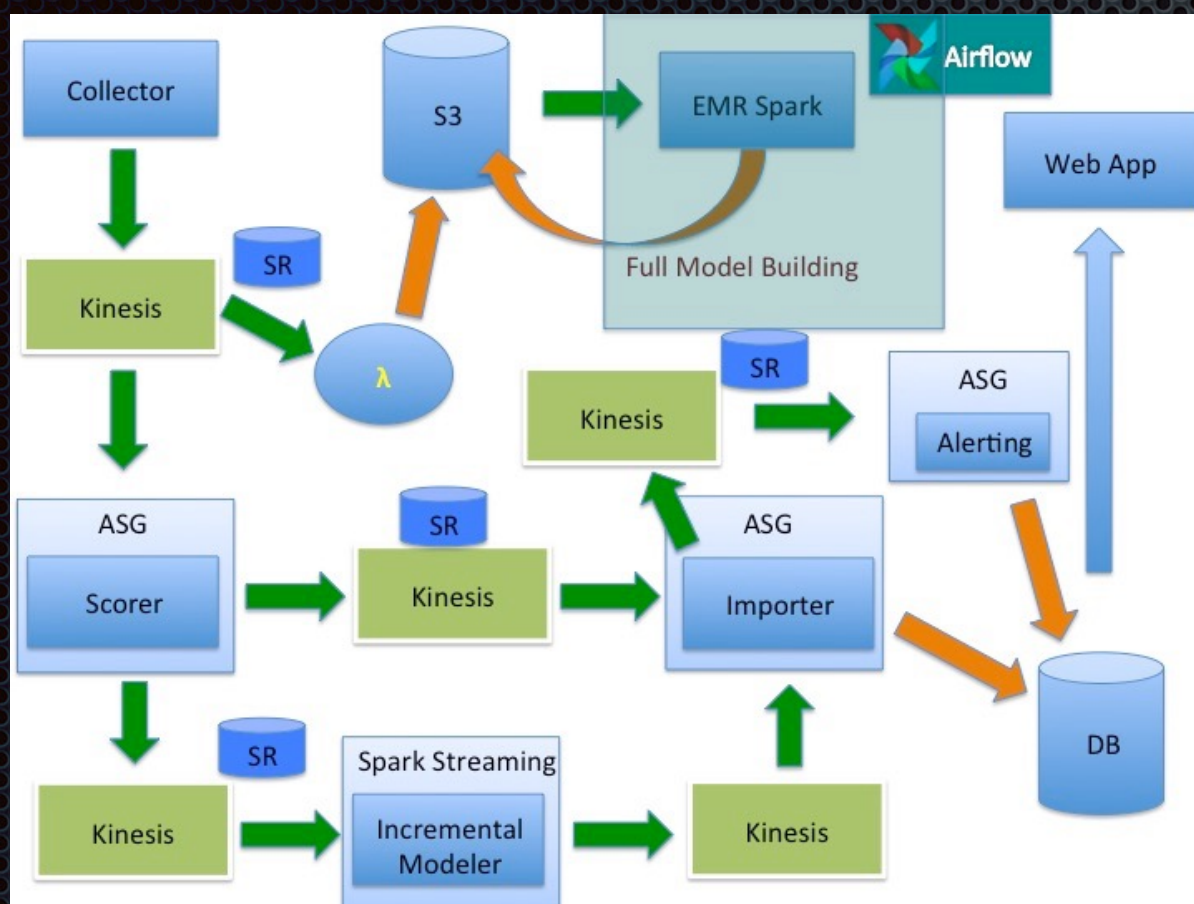 Collector
S3
EMR Spark
Airflow
Web App
SR
Kinesis
Full Model Building
λ
SR
Kinesis
ASG
Alerting
ASG
Scorer
SR
Kinesis
ASG
Importer
DB
SR
Kinesis
Spark Streaming
Incremental
Modeler
Kinesis